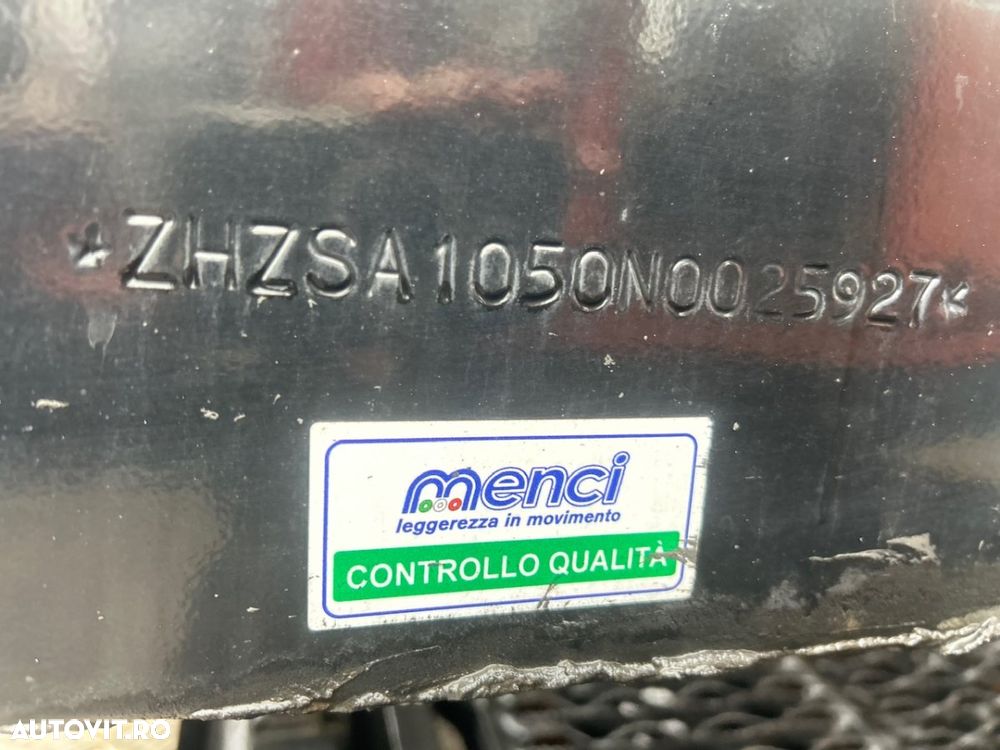 *ZHZSA1050N0025927*
menci
leggerezza in movimento
CONTROLLO QUALITÀ
AUTOVIT.RO